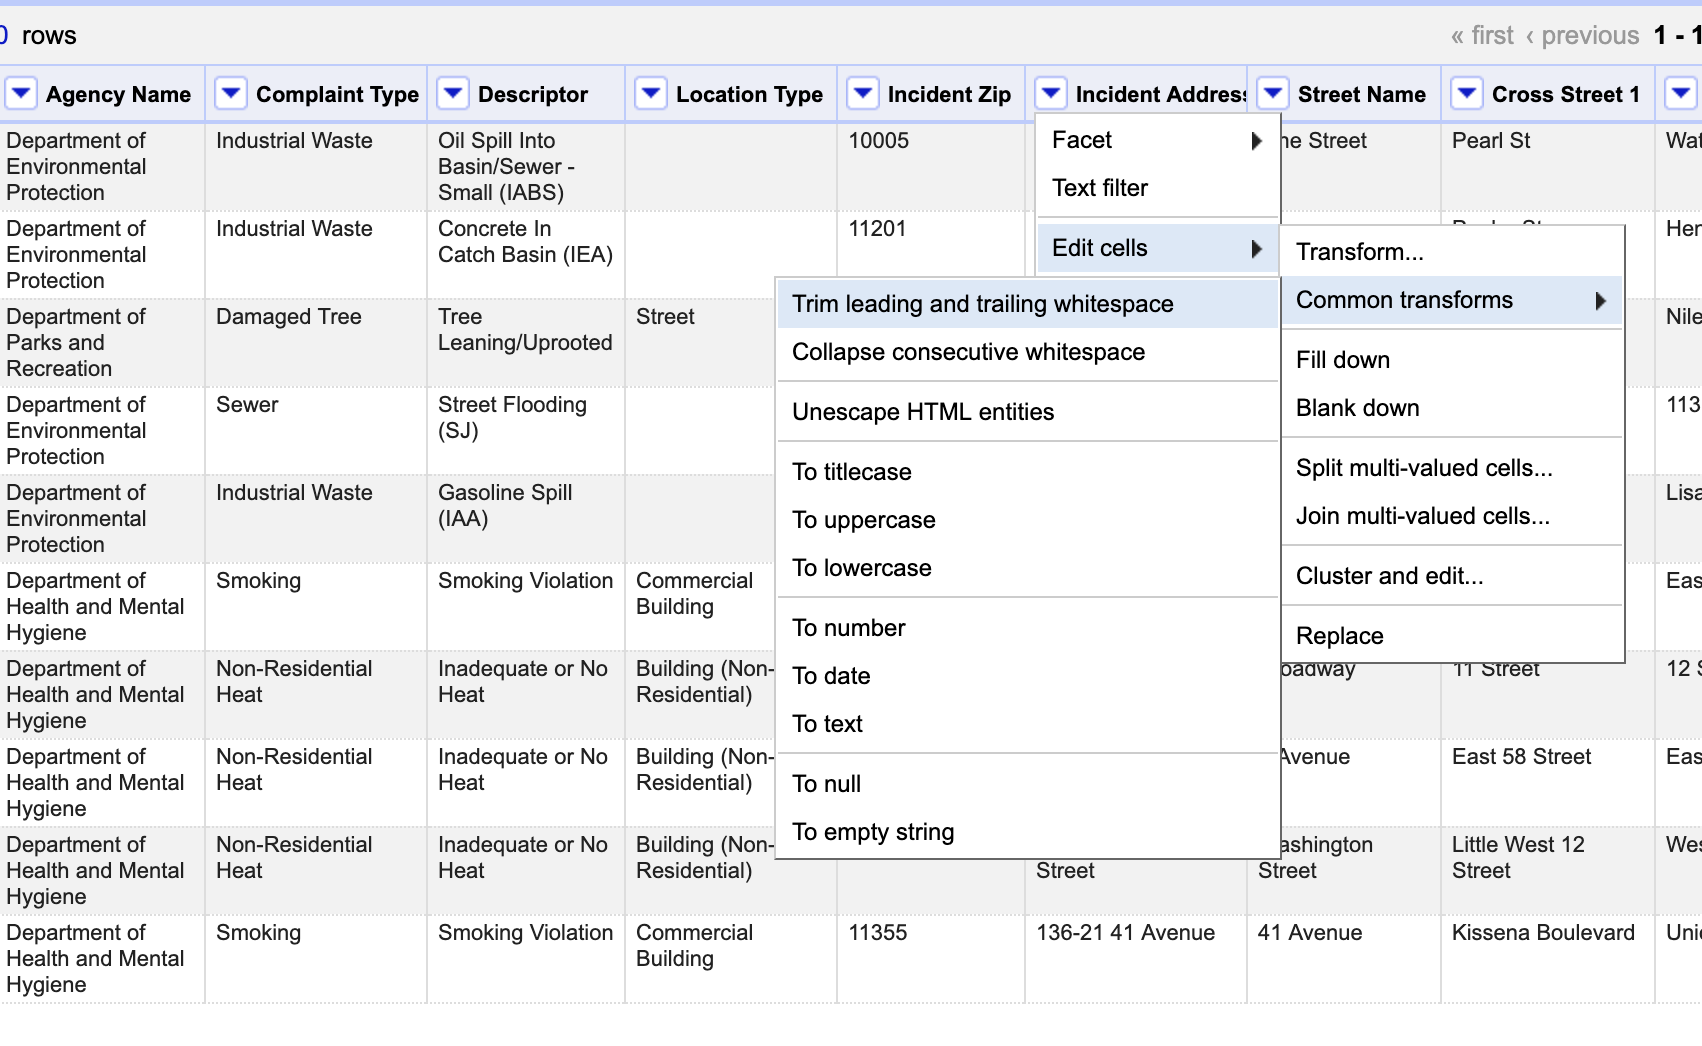 rows
« first ‹ previous 1 - 1
Agency Name Complaint Type Descriptor Location Type Incident Zip Incident Address Street Name Cross Street 1
Department of Environmental Protection
Industrial Waste
Oil Spill Into Basin/Sewer - Small (IABS)
10005
Street
Pearl St
Department of Environmental Protection
Industrial Waste
Concrete In Catch Basin (IEA)
11201
Department of Parks and Recreation
Damaged Tree
Tree Leaning/Uprooted
Street
Department of Environmental Protection
Sewer
Street Flooding (SJ)
113
Department of Environmental Protection
Industrial Waste
Gasoline Spill (IAA)
Department of Health and Mental Hygiene
Smoking
Smoking Violation
Commercial Building
Department of Health and Mental Hygiene
Non-Residential Heat
Inadequate or No Heat
Building (Non-Residential)
11 Street
12 S
Department of Health and Mental Hygiene
Non-Residential Heat
Inadequate or No Heat
Building (Non-Residential)
Avenue
East 58 Street
Department of Health and Mental Hygiene
Non-Residential Heat
Inadequate or No Heat
Building (Non-Residential)
Street
Street
Little West 12 Street
Department of Health and Mental Hygiene
Smoking
Smoking Violation
Commercial Building
11355
136-21 41 Avenue
41 Avenue
Kissena Boulevard
Facet
Text filter
Edit cells
Transform...
Common transforms
Fill down
Blank down
Split multi-valued cells...
Join multi-valued cells...
Cluster and edit...
Replace
Trim leading and trailing whitespace
Collapse consecutive whitespace
Unescape HTML entities
To titlecase
To uppercase
To lowercase
To number
To date
To text
To null
To empty string